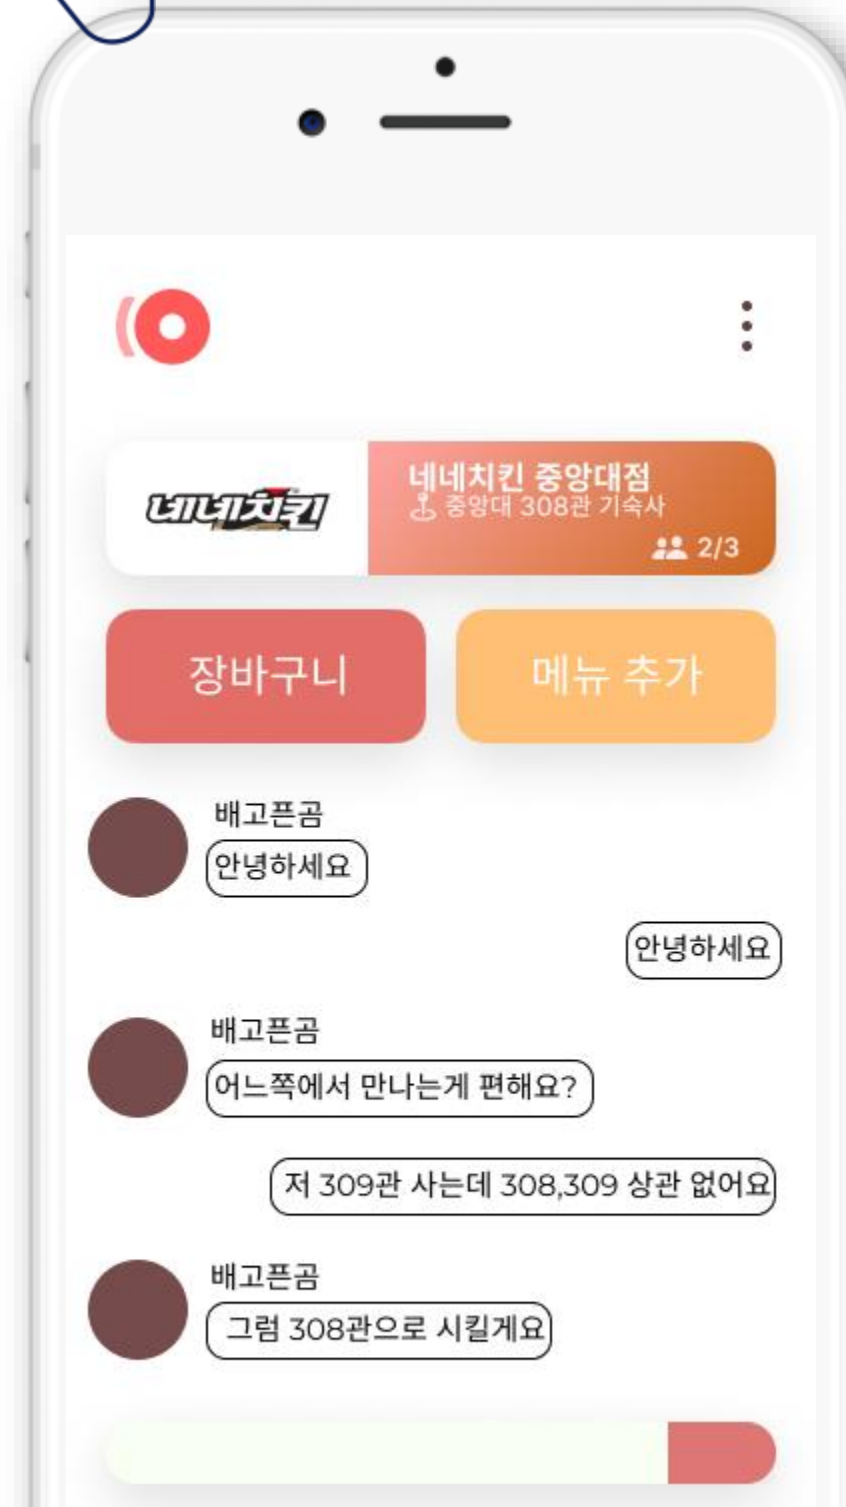 네네치킨
네네치킨 중앙대점
중앙대 308관 기숙사
2/3
장바구니
메뉴 추가
배고픈곰
안녕하세요
안녕하세요
배고픈곰
어느쪽에서 만나는게 편해요?
저 309관 사는데 308,309 상관 없어요
배고픈곰
그럼 308관으로 시킬게요